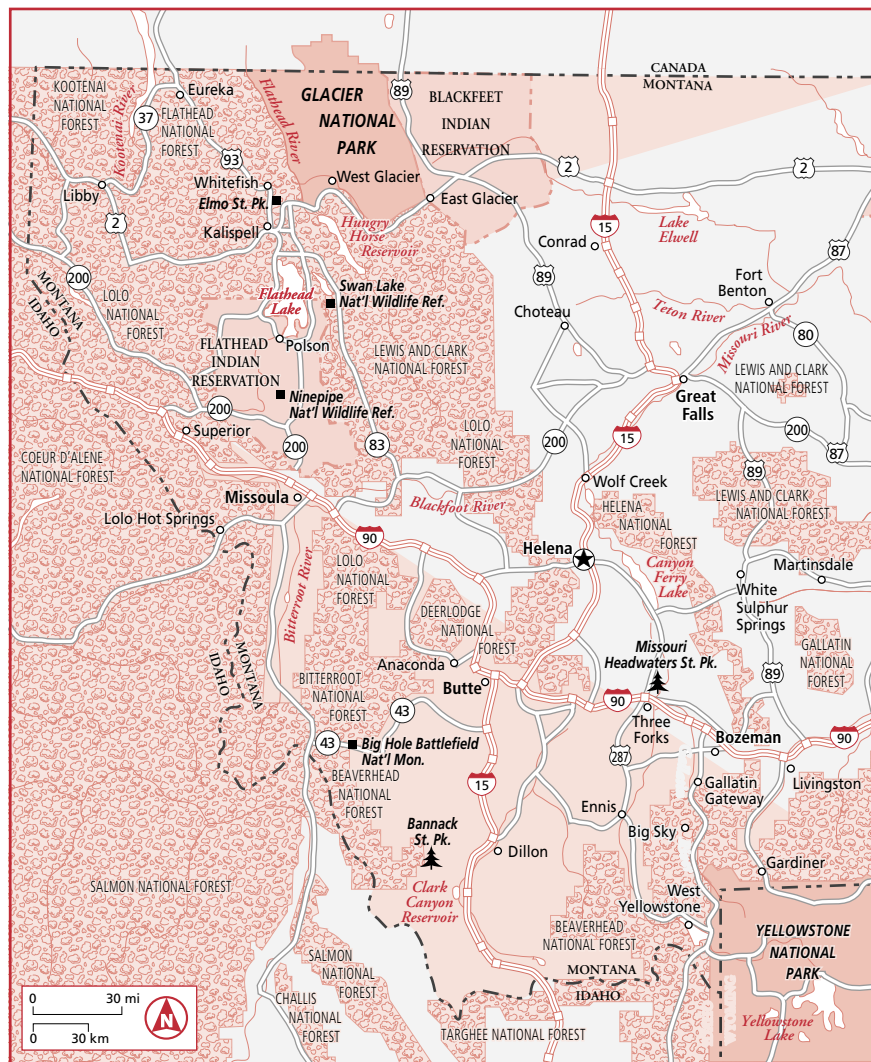 CANADA
MONTANA
KOOTENAI
NATIONAL
FOREST
Kootenai River
37
Eureka
FLATHEAD
NATIONAL
FOREST
93
Flathead River
GLACIER
NATIONAL
PARK
89
BLACKFEET
INDIAN
RESERVATION
2
2
Libby
2
Whitefish
Elmo St. Pk.
Kalispell
West Glacier
East Glacier
Hungry
Horse
Reservoir
15
Lake
Elwell
Conrad
89
87
Fort
Benton
200
MONTANA
IDAHO
LOLO
NATIONAL
FOREST
Flathead
Lake
Swan Lake
Nat'l Wildlife Ref.
Choteau
Teton River
Missouri River
80
Polson
FLATHEAD
INDIAN
RESERVATION
LEWIS AND CLARK
NATIONAL FOREST
LEWIS AND CLARK
NATIONAL FOREST
Ninepipe
Nat'l Wildlife Ref.
Great
Falls
200
Superior
200
83
LOLO
NATIONAL
FOREST
200
15
200
87
89
COEUR D'ALENE
NATIONAL FOREST
Missoula
Lolo Hot Springs
Blackfoot River
Wolf Creek
HELENA
NATIONAL
FOREST
LEWIS AND CLARK
NATIONAL FOREST
90
Helena
Bitterroot River
LOLO
NATIONAL
FOREST
Canyon
Ferry
Lake
Martinsdale
White
Sulphur
Springs
DEERLODGE
NATIONAL
FOREST
MONTANA
IDAHO
Anaconda
Missouri
Headwaters St. Pk.
GALLATIN
NATIONAL
FOREST
89
BITTERROOT
NATIONAL
FOREST
Butte
43
90
Three
Forks
43
Big Hole Battlefield
Nat'l Mon.
287
Bozeman
90
BEAVERHEAD
NATIONAL
FOREST
15
Gallatin
Gateway
Livingston
Ennis
Big Sky
Bannack
St. Pk.
Dillon
Gardiner
SALMON NATIONAL FOREST
Clark
Canyon
Reservoir
West
Yellowstone
BEAVERHEAD
NATIONAL FOREST
YELLOWSTONE
NATIONAL
PARK
SALMON
NATIONAL
FOREST
MONTANA
IDAHO
CHALLIS
NATIONAL
FOREST
TARGHEE NATIONAL FOREST
Yellowstone
Lake
0 30 mi
0 30 km
N